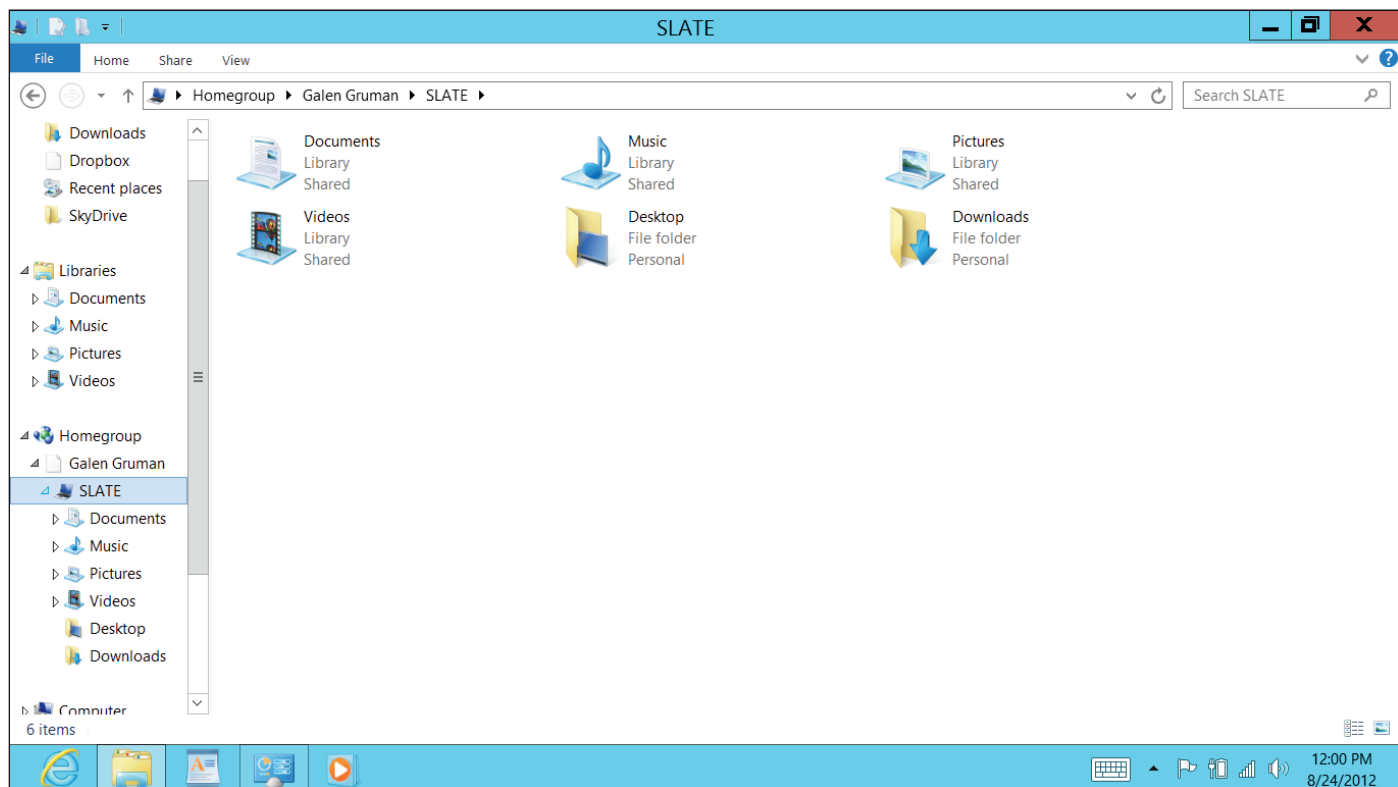 SLATE
File Home Share View
Homegroup Galen Gruman SLATE
Search SLATE
Downloads
Dropbox
Recent places
SkyDrive
Libraries
Documents
Music
Pictures
Videos
Homegroup
Galen Gruman
SLATE
Documents
Music
Pictures
Videos
Desktop
Downloads
Computer
Documents
Library
Shared
Music
Library
Shared
Pictures
Library
Shared
Videos
Library
Shared
Desktop
File folder
Personal
Downloads
File folder
Personal
6 items
12:00 PM
8/24/2012